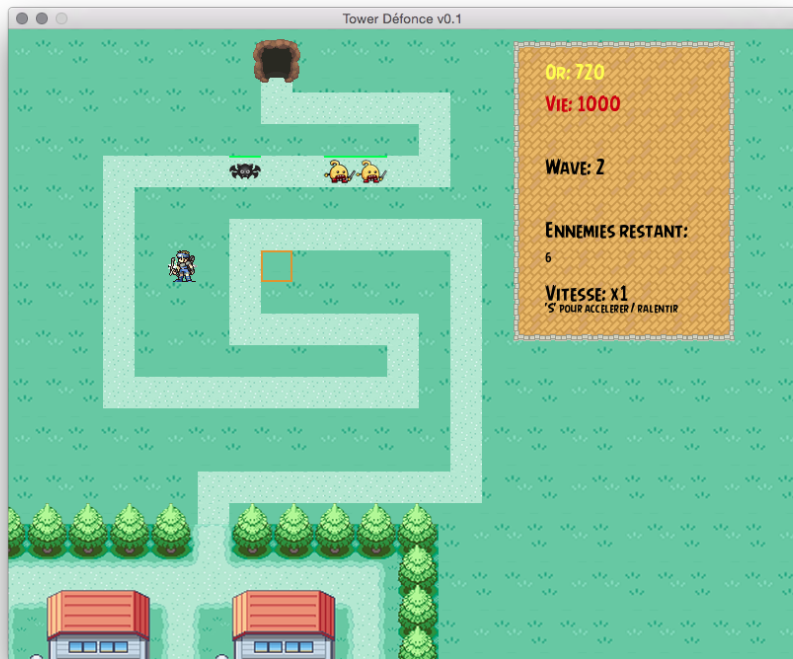 Tower Défonce v0.1
Or: 720
Vie: 1000
Wave: 2
Ennemies restant:
6
Vitesse: x1
'S' pour accelerer / ralentir